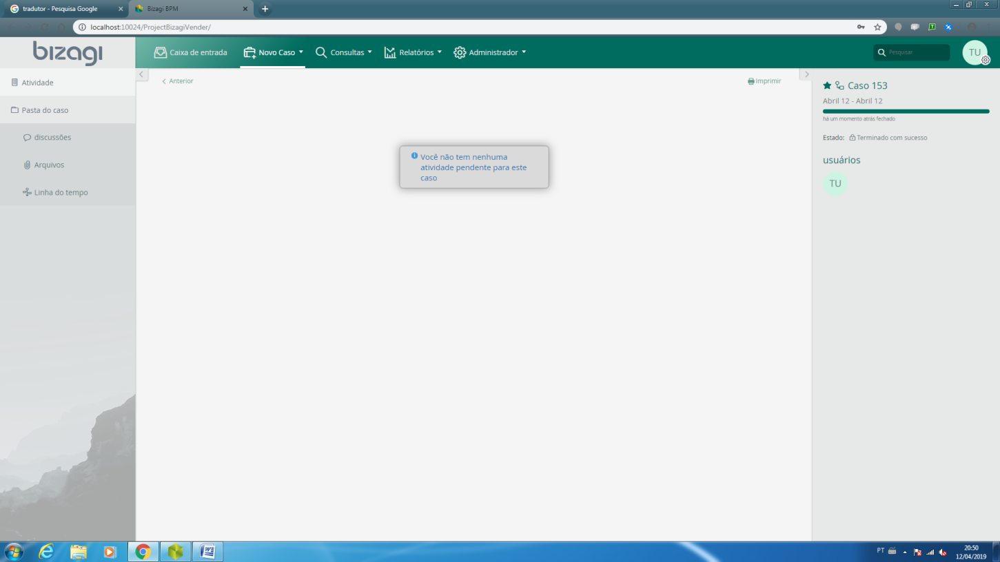 tradutor - Pesquisa Google
Bizagi BPM
localhost:10024/ProjectBizagiVender/
bizagi
Caixa de entrada
Novo Caso
Consultas
Relatórios
Administrador
Pesquisar
TU
Atividade
Pasta do caso
discussões
Arquivos
Linha do tempo
Anterior
Imprimir
Você não tem nenhuma
atividade pendente para este
caso
Caso 153
Abril 12 - Abril 12
há um momento atrás fechado
Estado: Terminado com sucesso
usuários
TU
PT
20:50
12/04/2019